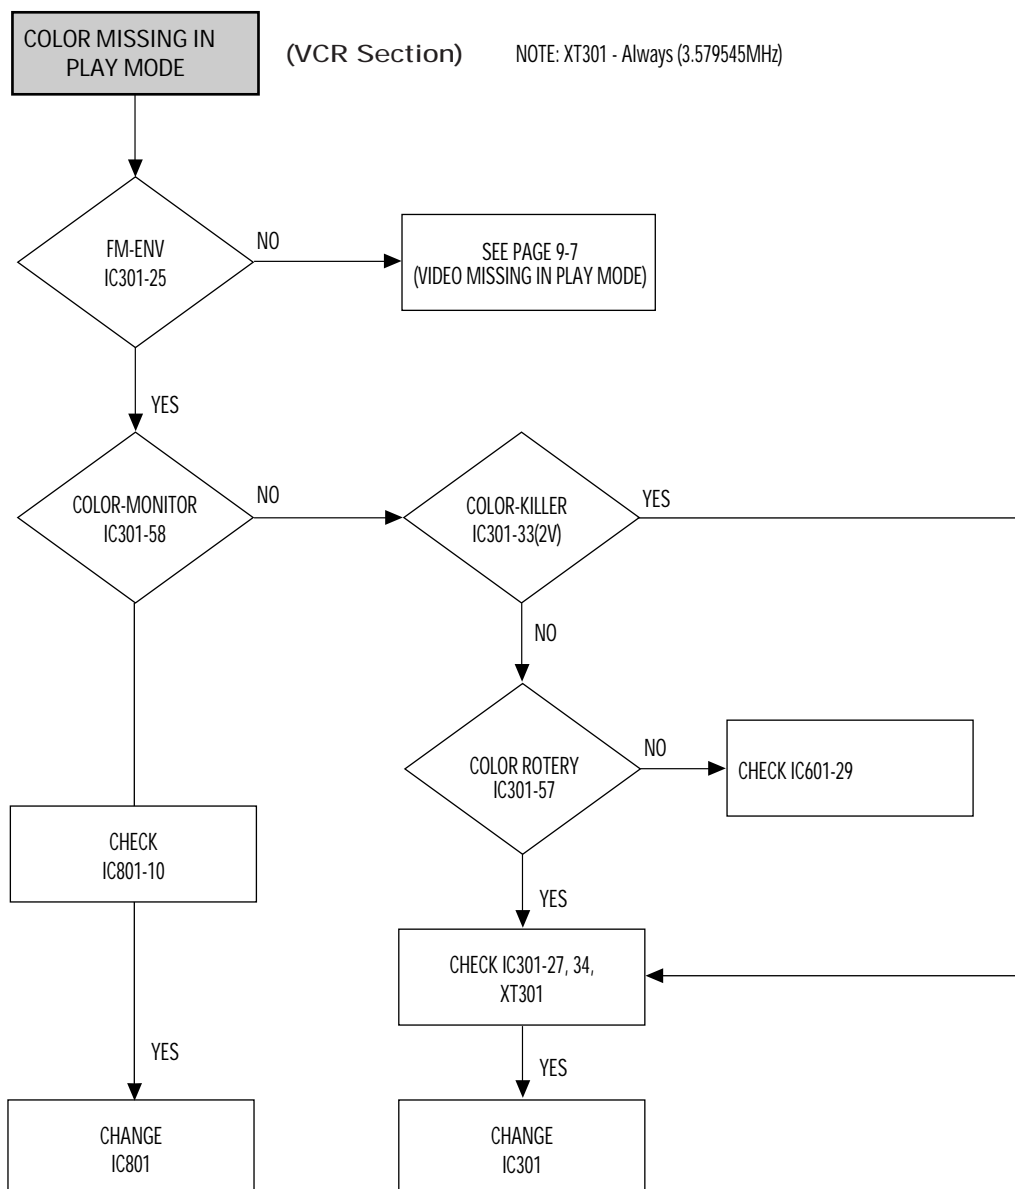 COLOR MISSING IN
PLAY MODE
(VCR Section)
NOTE: XT301 - Always (3.579545MHz)
FM-ENV
IC301-25
NO
SEE PAGE 9-7
(VIDEO MISSING IN PLAY MODE)
YES
COLOR-MONITOR
IC301-58
NO
COLOR-KILLER
IC301-33(2V)
YES
NO
COLOR ROTERY
IC301-57
NO
CHECK IC601-29
CHECK
IC801-10
YES
CHECK IC301-27, 34,
XT301
YES
YES
CHANGE
IC801
CHANGE
IC301